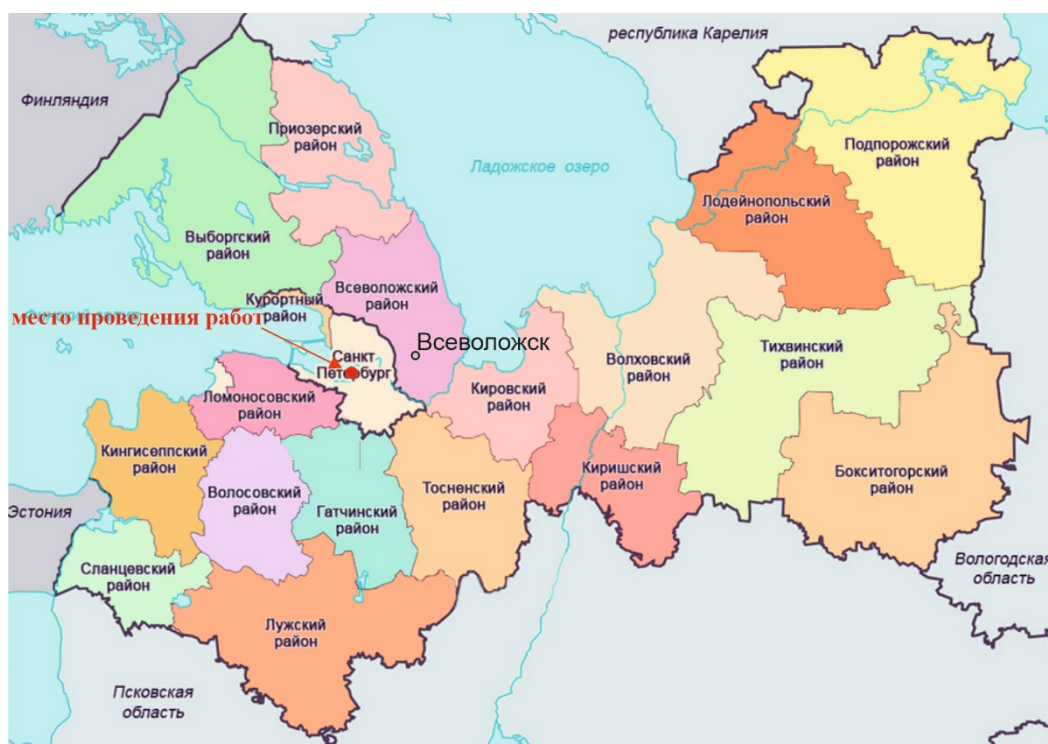 республика Карелия
Финляндия
Приозерский
район
Подпорожский
район
Ладожское озеро
Лодейнопольский
район
Выборгский
район
Всеволожский
район
Курортный
район
место проведения работ
Всеволожск
Санкт
Петербург
Волховский
район
Тихвинский
район
Кировский
район
Ломоносовский
район
Кингисеппский
район
Волосовский
район
Гатчинский
район
Тосненский
район
Киришский
район
Бокситогорский
район
Эстония
Сланцевский
район
Вологодская
область
Лужский
район
Псковская
область